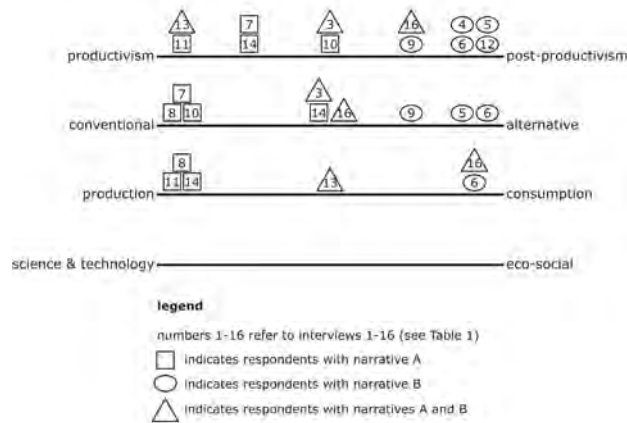 13 7 3 16 4 5
11 14 10 9 6 12
productivism post-productivism
7 3
8 10 14 16 9 5 6
conventional alternative
8 16
11 14 13 6
production consumption
science & technology eco-social
legend
numbers 1-16 refer to interviews 1-16 (see Table 1)
indicates respondents with narrative A
indicates respondents with narrative B
indicates respondents with narratives A and B